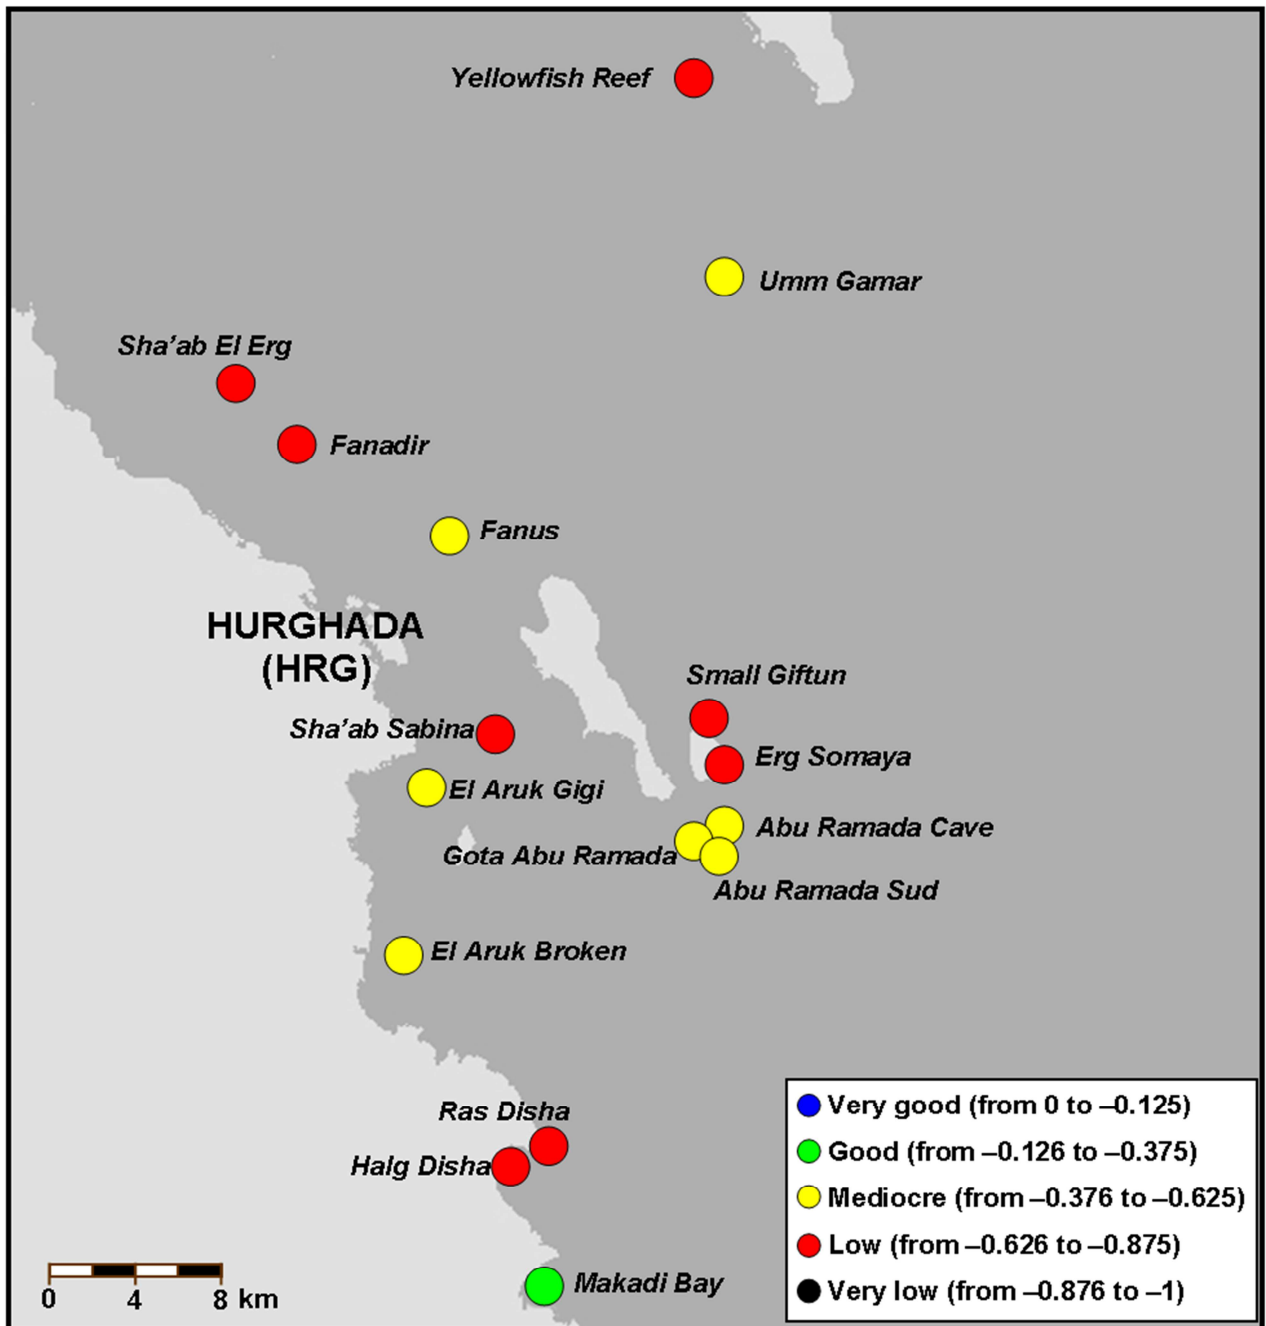 Yellowfish Reef
Umm Gamar
Sha’ab El Erg
Fanadir
Fanus
HURGHADA
(HRG)
Small Giftun
Sha’ab Sabina
Erg Somaya
El Aruk Gigi
Abu Ramada Cave
Gota Abu Ramada
Abu Ramada Sud
El Aruk Broken
Ras Disha
Halg Disha
Makadi Bay
Very good (from 0 to –0.125)
Good (from –0.126 to –0.375)
Mediocre (from –0.376 to –0.625)
Low (from –0.626 to –0.875)
Very low (from –0.876 to –1)
0 4 8 km